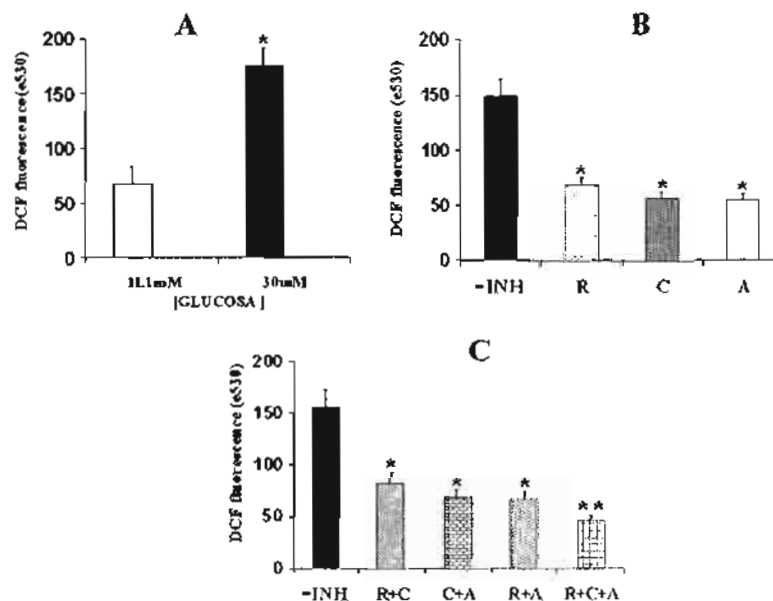 A
DCF fluorescence(e530)
200
150
100
50
0
*
11.1mM
30mM
[GLUCOSA]
B
DCF fluorescence (e530)
200
150
100
50
0
*
*
*
-INH
R
C
A
C
DCF fluorescence (e530)
200
150
100
50
0
*
*
*
**
-INH
R+C
C+A
R+A
R+C+A